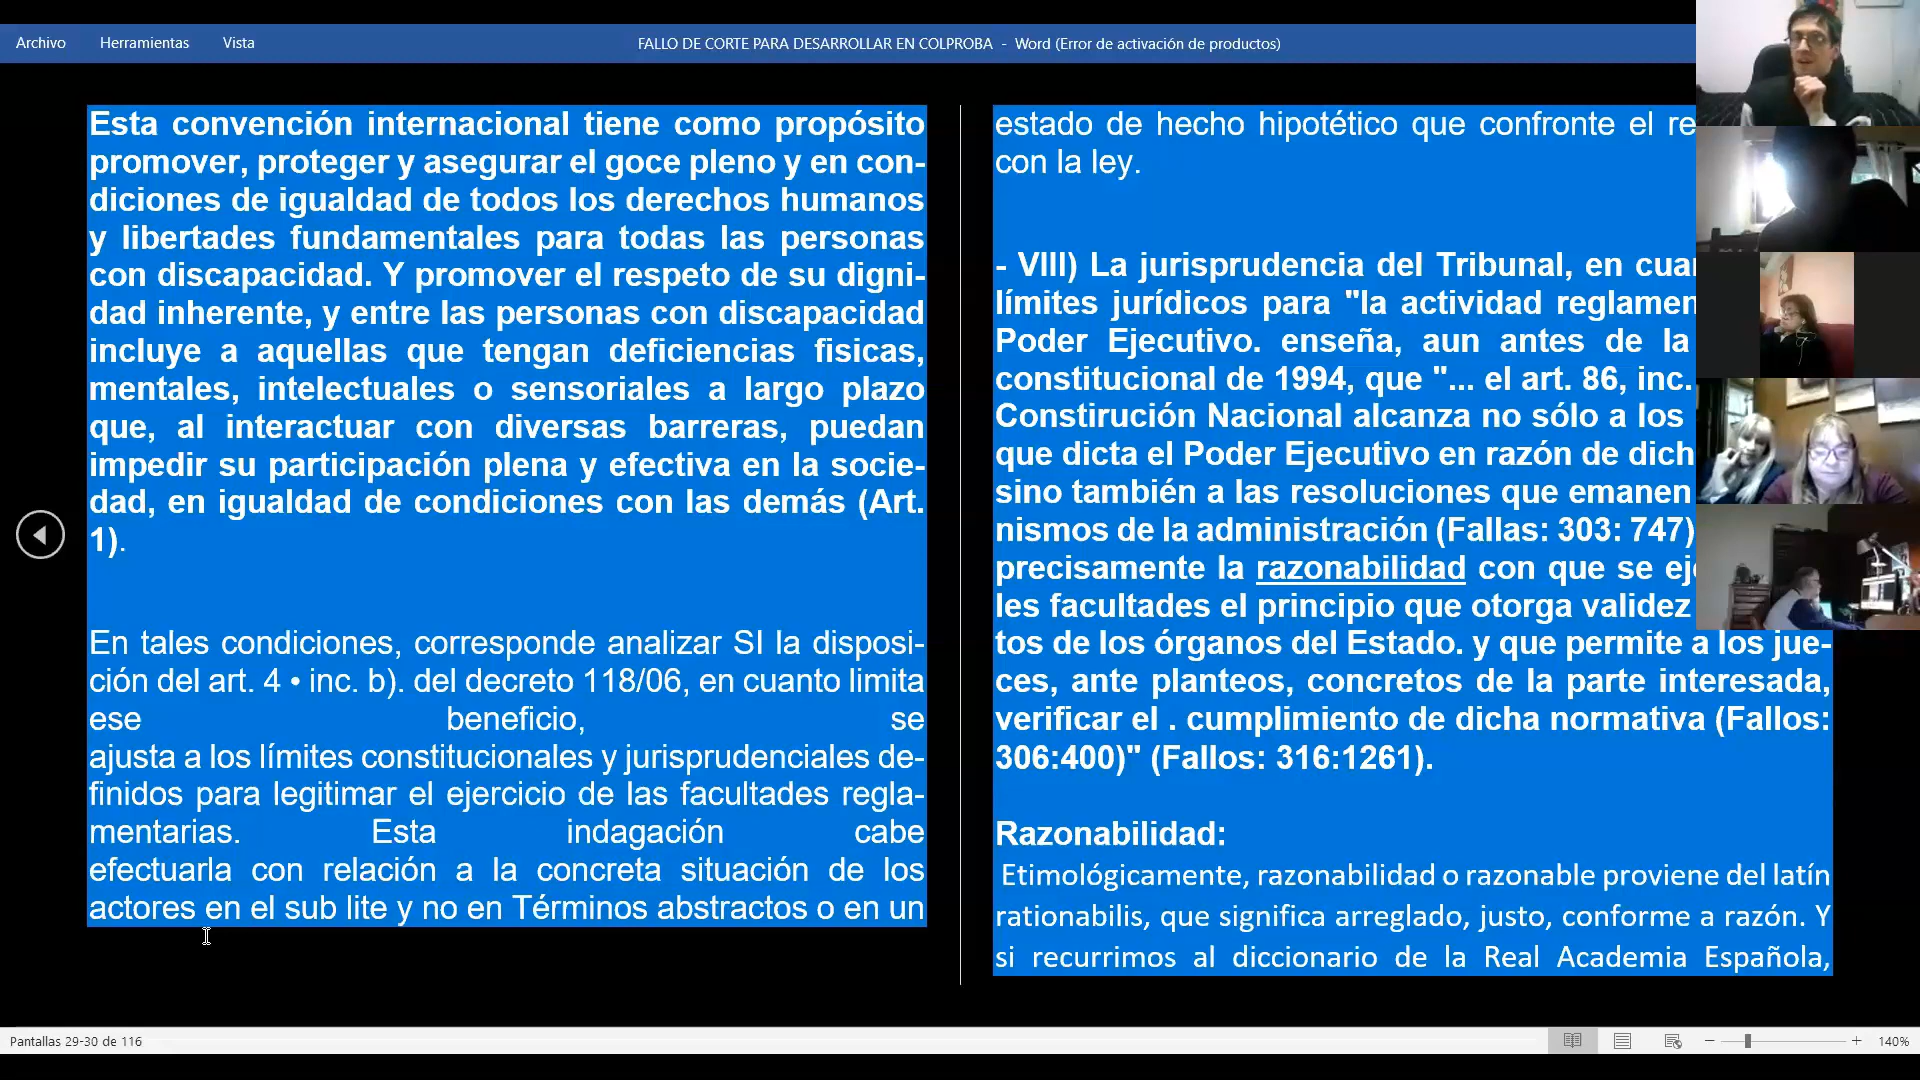 Archivo Herramientas Vista
FALLO DE CORTE PARA DESARROLLAR EN COLPROBA - Word (Error de activación de productos)
Esta convención internacional tiene como propósito
promover, proteger y asegurar el goce pleno y en con-
diciones de igualdad de todos los derechos humanos
y libertades fundamentales para todas las personas
con discapacidad. Y promover el respeto de su digni-
dad inherente, y entre las personas con discapacidad
incluye a aquellas que tengan deficiencias fisicas,
mentales, intelectuales o sensoriales a largo plazo
que, al interactuar con diversas barreras, puedan
impedir su participación plena y efectiva en la socie-
dad, en igualdad de condiciones con las demás (Art.
1).
En tales condiciones, corresponde analizar SI la disposi-
ción del art. 4 • inc. b). del decreto 118/06, en cuanto limita
ese beneficio, se
ajusta a los límites constitucionales y jurisprudenciales de-
finidos para legitimar el ejercicio de las facultades regla-
mentarias. Esta indagación cabe
efectuarla con relación a la concreta situación de los
actores en el sub lite y no en Términos abstractos o en un
estado de hecho hipotético que confronte el re
con la ley.
- VIII) La jurisprudencia del Tribunal, en cua
límites jurídicos para "la actividad reglamen
Poder Ejecutivo. enseña, aun antes de la
constitucional de 1994, que "... el art. 86, inc.
Constirución Nacional alcanza no sólo a los
que dicta el Poder Ejecutivo en razón de dich
sino también a las resoluciones que emanen
nismos de la administración (Fallas: 303: 747)
precisamente la razonabilidad con que se eje
les facultades el principio que otorga validez
tos de los órganos del Estado. y que permite a los jue-
ces, ante planteos, concretos de la parte interesada,
verificar el . cumplimiento de dicha normativa (Fallos:
306:400)" (Fallos: 316:1261).
Razonabilidad:
Etimológicamente, razonabilidad o razonable proviene del latín
rationabilis, que significa arreglado, justo, conforme a razón. Y
si recurrimos al diccionario de la Real Academia Española,
Pantallas 29-30 de 116
140%